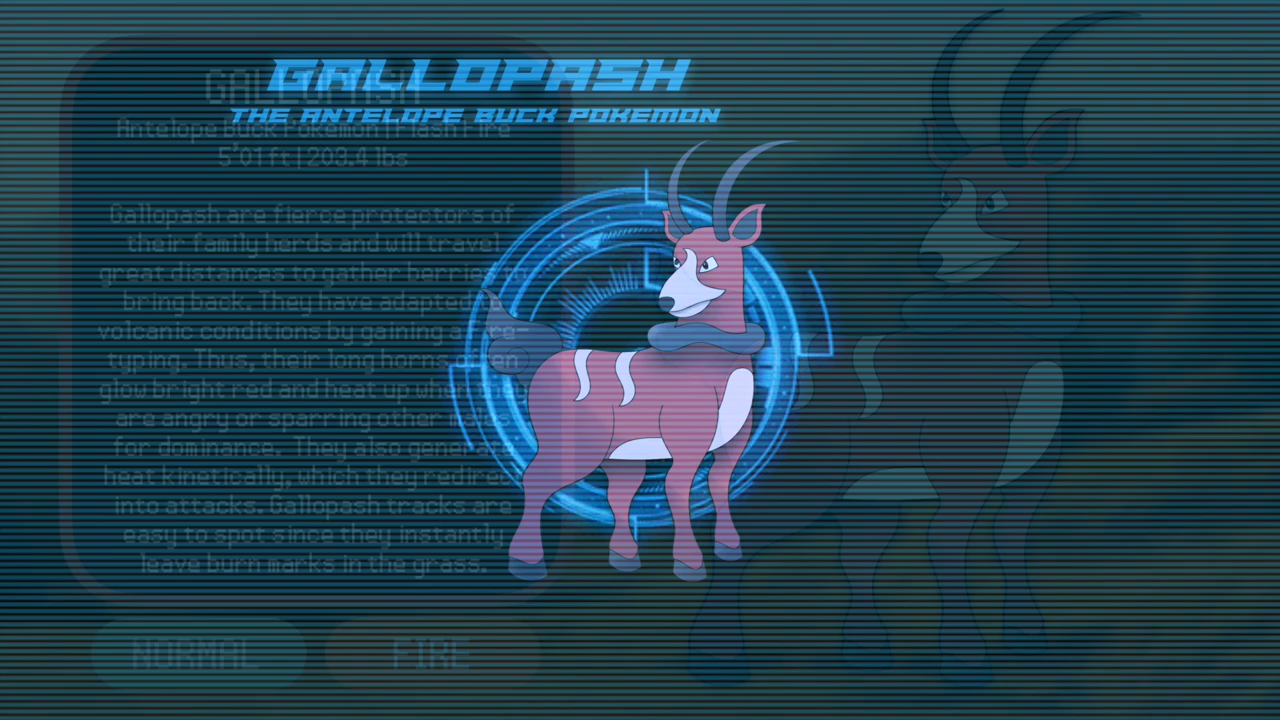 GALLOPASH
THE ANTELOPE BUCK POKEMON
GALLOPASH
Antelope Buck Pokemon | Flash Fire
5'01 ft | 203.4 lbs
Gallopash are fierce protectors of
their family herds and will travel
great distances to gather berries to
bring back. They have adapted to
volcanic conditions by gaining a fire-
typing. Thus, their long horns often
glow bright red and heat up when they
are angry or sparring other males
for dominance. They also generate
heat kinetically, which they redirect
into attacks. Gallopash tracks are
easy to spot since they instantly
leave burn marks in the grass.
NORMAL
FIRE